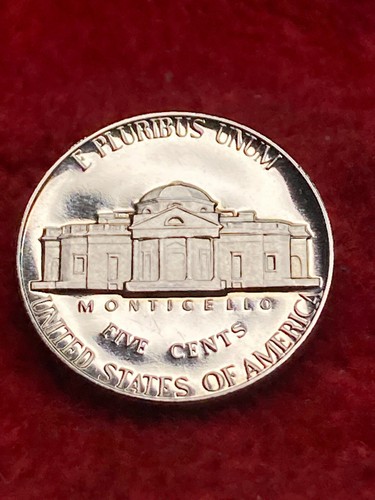 E PLURIBUS UNUM
MONTICELLO
FIVE CENTS
UNITED STATES OF AMERICA